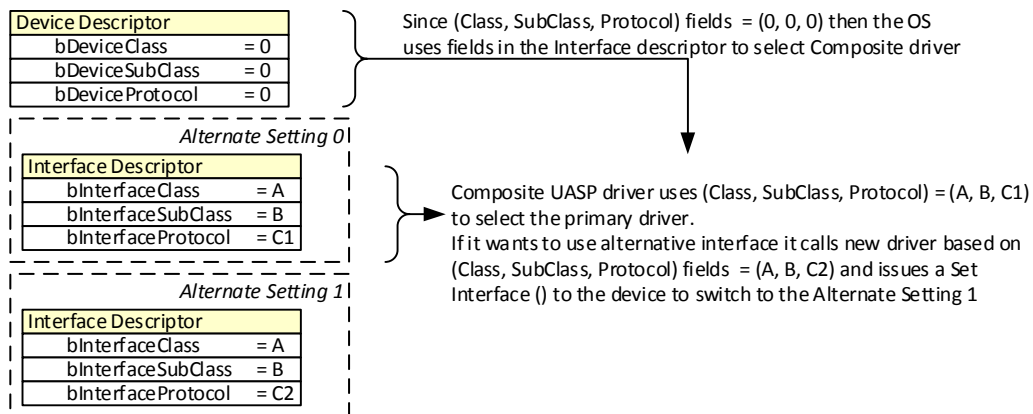 Device Descriptor
bDeviceClass = 0
bDeviceSubClass = 0
bDeviceProtocol = 0
Since (Class, SubClass, Protocol) fields = (0, 0, 0) then the OS
uses fields in the Interface descriptor to select Composite driver
Alternate Setting 0
Interface Descriptor
bInterfaceClass = A
bInterfaceSubClass = B
bInterfaceProtocol = C1
Composite UASP driver uses (Class, SubClass, Protocol) = (A, B, C1)
to select the primary driver.
If it wants to use alternative interface it calls new driver based on
(Class, SubClass, Protocol) fields = (A, B, C2) and issues a Set
Interface () to the device to switch to the Alternate Setting 1
Alternate Setting 1
Interface Descriptor
bInterfaceClass = A
bInterfaceSubClass = B
bInterfaceProtocol = C2